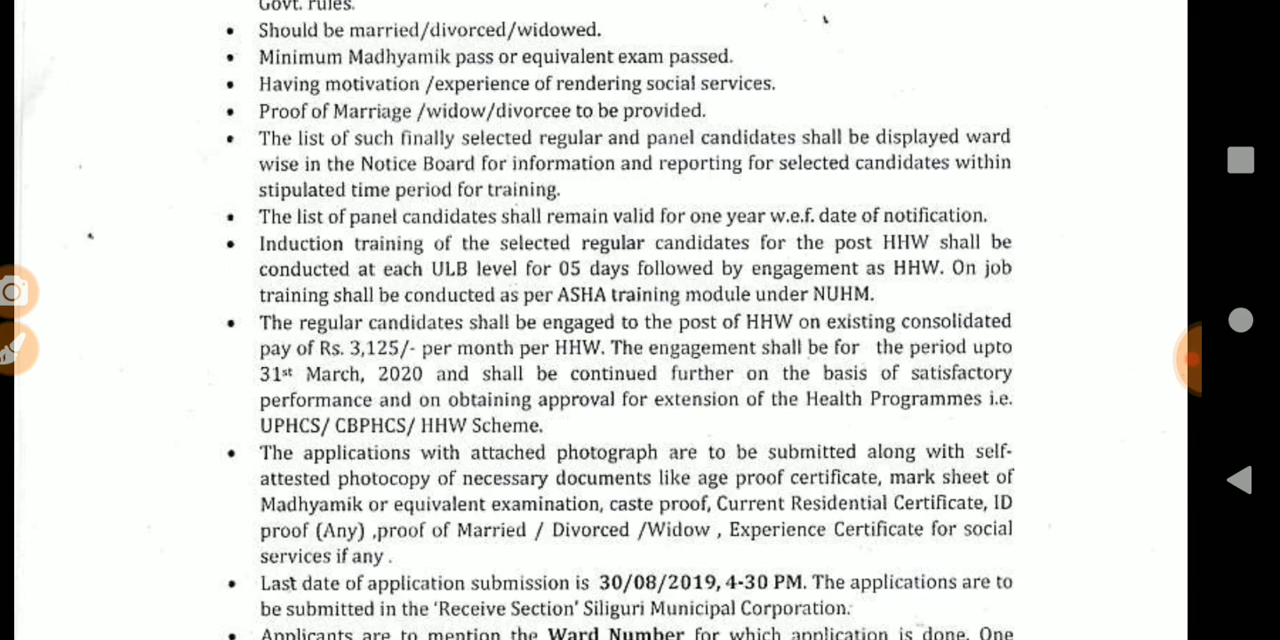 Govt. rules.
• Should be married/divorced/widowed.
• Minimum Madhyamik pass or equivalent exam passed.
• Having motivation /experience of rendering social services.
• Proof of Marriage /widow/divorcee to be provided.
• The list of such finally selected regular and panel candidates shall be displayed ward
wise in the Notice Board for information and reporting for selected candidates within
stipulated time period for training.
• The list of panel candidates shall remain valid for one year w.e.f. date of notification.
• Induction training of the selected regular candidates for the post HHW shall be
conducted at each ULB level for 05 days followed by engagement as HHW. On job
training shall be conducted as per ASHA training module under NUHM.
• The regular candidates shall be engaged to the post of HHW on existing consolidated
pay of Rs. 3,125/- per month per HHW. The engagement shall be for the period upto
31st March, 2020 and shall be continued further on the basis of satisfactory
performance and on obtaining approval for extension of the Health Programmes i.e.
UPHCS/ CBPHCS/ HHW Scheme.
• The applications with attached photograph are to be submitted along with self-
attested photocopy of necessary documents like age proof certificate, mark sheet of
Madhyamik or equivalent examination, caste proof, Current Residential Certificate, ID
proof (Any) ,proof of Married / Divorced /Widow , Experience Certificate for social
services if any .
• Last date of application submission is 30/08/2019, 4-30 PM. The applications are to
be submitted in the 'Receive Section' Siliguri Municipal Corporation.
• Applicants are to mention the Ward Number for which application is done. One